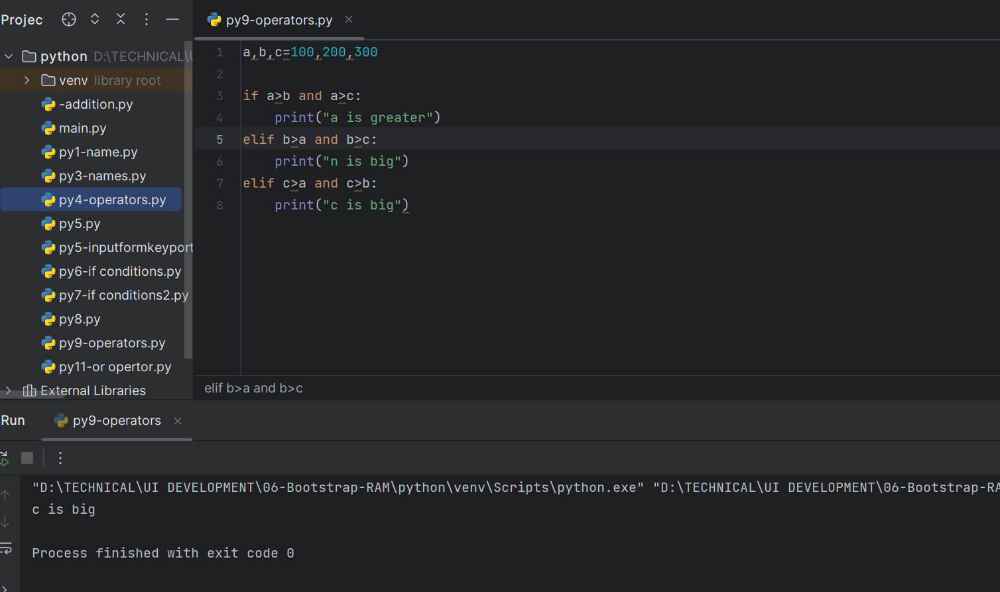 Projec
py9-operators.py
python D:\TECHNICAL\U
venv library root
-addition.py
main.py
py1-name.py
py3-names.py
py4-operators.py
py5.py
py5-inputformkeyport
py6-if conditions.py
py7-if conditions2.py
py8.py
py9-operators.py
py11-or opertor.py
External Libraries
1 a,b,c=100,200,300
2
3 if a>b and a>c:
4     print("a is greater")
5 elif b>a and b>c:
6     print("n is big")
7 elif c>a and c>b:
8     print("c is big")
elif b>a and b>c
Run py9-operators
"D:\TECHNICAL\UI DEVELOPMENT\06-Bootstrap-RAM\python\venv\Scripts\python.exe" "D:\TECHNICAL\UI DEVELOPMENT\06-Bootstrap-RA
c is big
Process finished with exit code 0